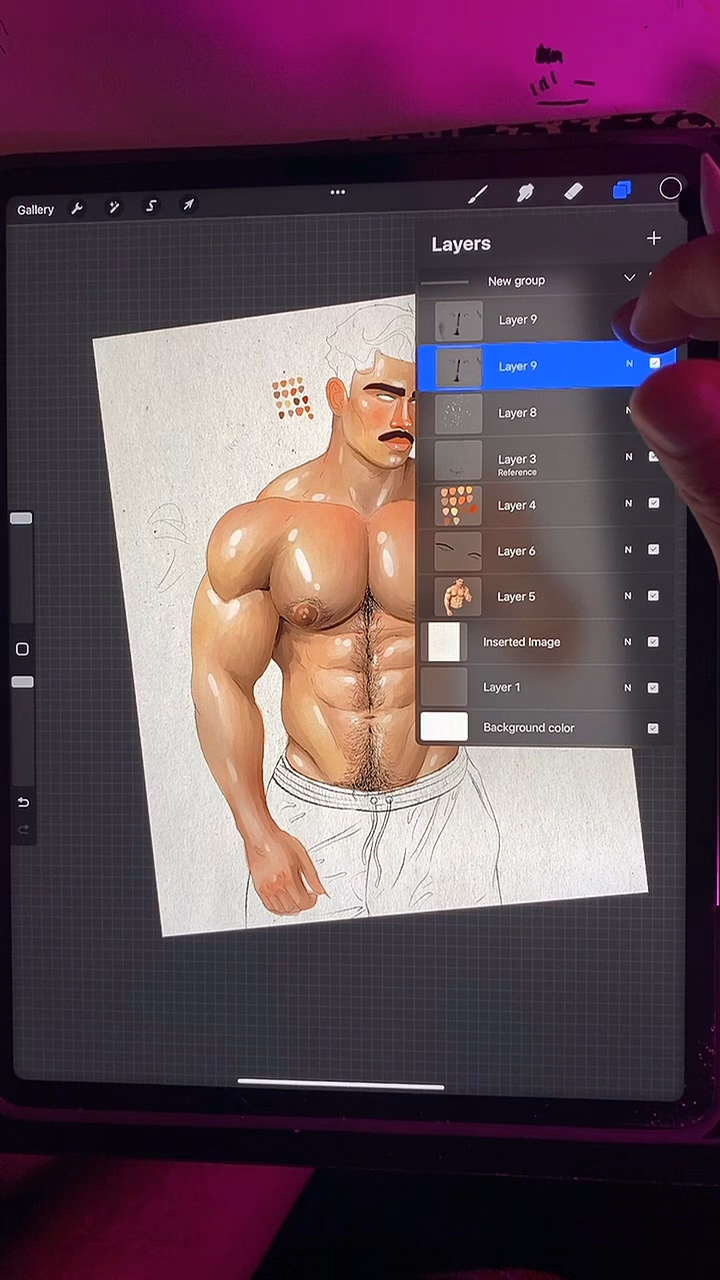 Gallery
Layers
New group
Layer 9
Layer 9
N
Layer 8
N
Layer 3
N
Reference
Layer 4
N
Layer 6
N
Layer 5
N
Inserted Image
N
Layer 1
N
Background color